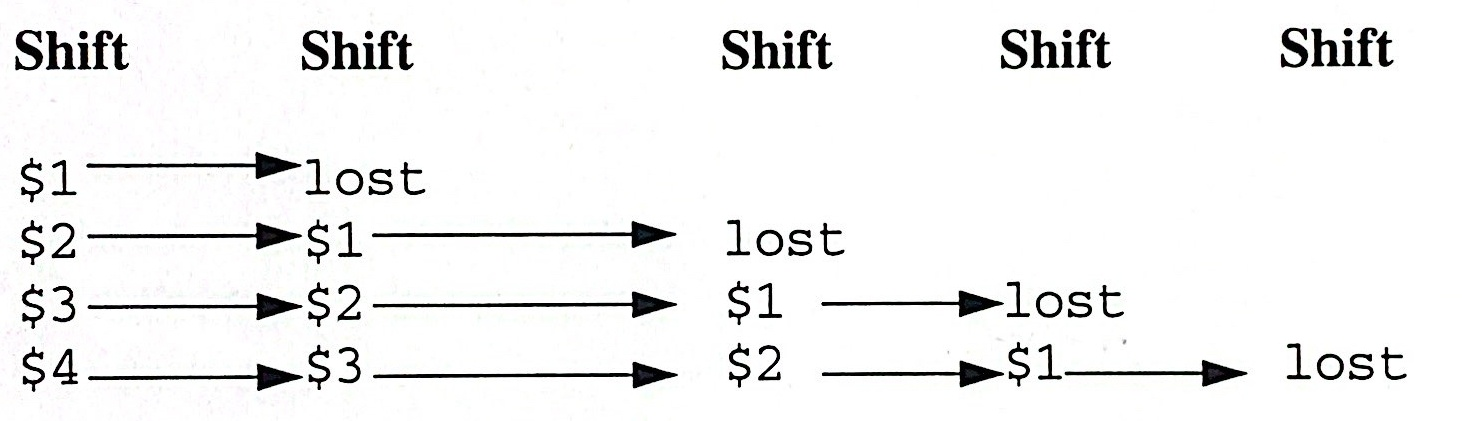 Shift Shift Shift Shift Shift
$1 lost
$2 $1 lost
$3 $2 $1 lost
$4 $3 $2 $1 lost